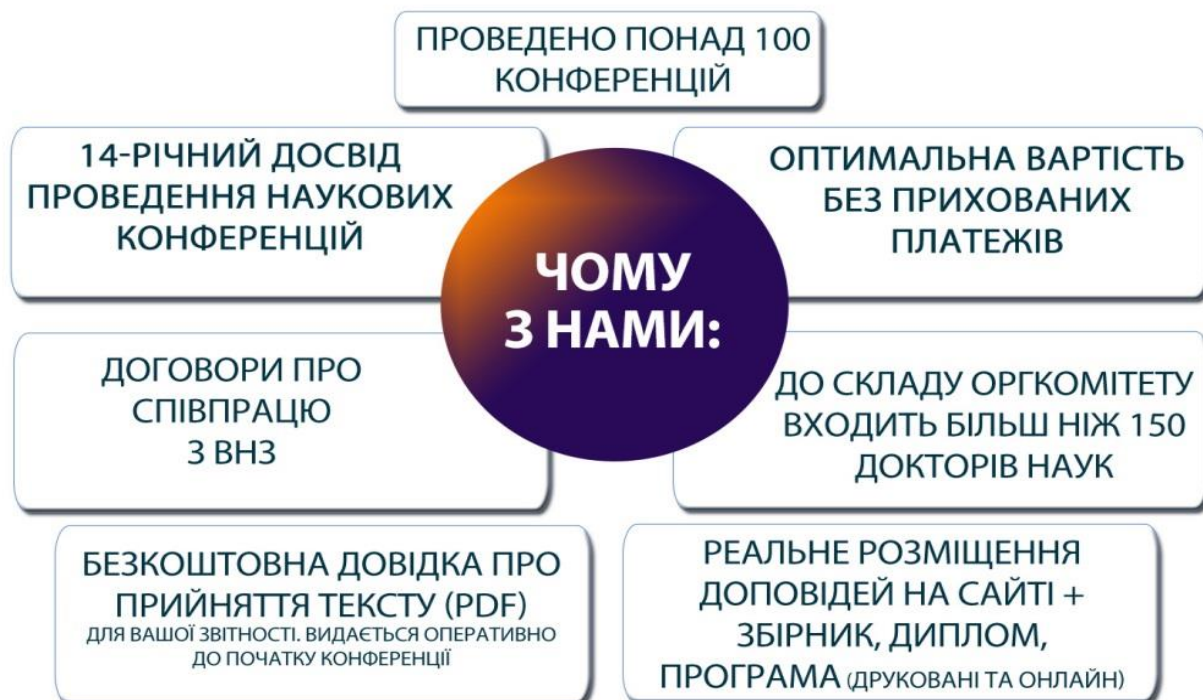 ПРОВЕДЕНО ПОНАД 100
КОНФЕРЕНЦІЙ
14-РІЧНИЙ ДОСВІД
ПРОВЕДЕННЯ НАУКОВИХ
КОНФЕРЕНЦІЙ
ОПТИМАЛЬНА ВАРТІСТЬ
БЕЗ ПРИХОВАНИХ
ПЛАТЕЖІВ
ЧОМУ
З НАМИ:
ДОГОВОРИ ПРО
СПІВПРАЦЮ
З ВНЗ
ДО СКЛАДУ ОРГКОМІТЕТУ
ВХОДИТЬ БІЛЬШ НІЖ 150
ДОКТОРІВ НАУК
БЕЗКОШТОВНА ДОВІДКА ПРО
ПРИЙНЯТТЯ ТЕКСТУ (PDF)
ДЛЯ ВАШОЇ ЗВІТНОСТІ. ВИДАЄТЬСЯ ОПЕРАТИВНО
ДО ПОЧАТКУ КОНФЕРЕНЦІЇ
РЕАЛЬНЕ РОЗМІЩЕННЯ
ДОПОВІДЕЙ НА САЙТІ +
ЗБІРНИК, ДИПЛОМ,
ПРОГРАМА (ДРУКОВАНІ ТА ОНЛАЙН)